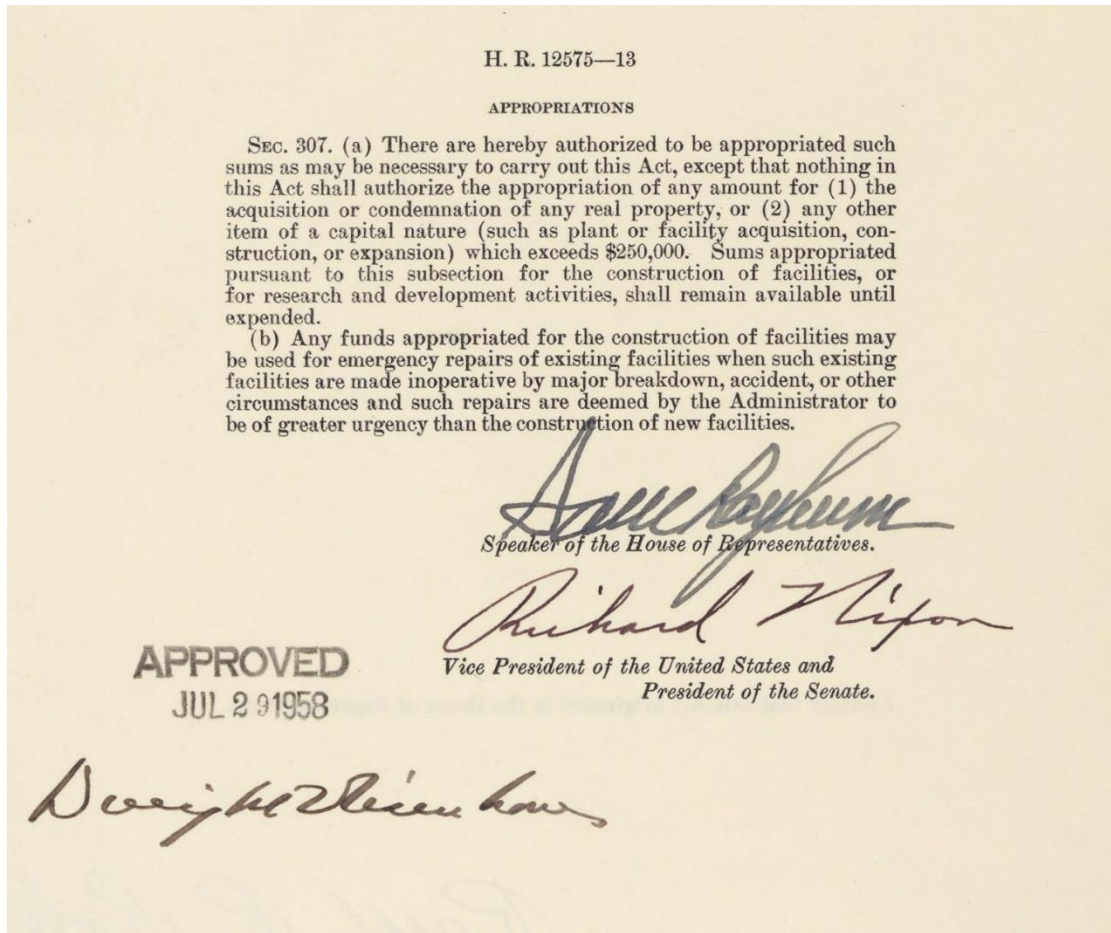 H. R. 12575—13
APPROPRIATIONS
SEC. 307. (a) There are hereby authorized to be appropriated such
sums as may be necessary to carry out this Act, except that nothing in
this Act shall authorize the appropriation of any amount for (1) the
acquisition or condemnation of any real property, or (2) any other
item of a capital nature (such as plant or facility acquisition, con-
struction, or expansion) which exceeds $250,000. Sums appropriated
pursuant to this subsection for the construction of facilities, or
for research and development activities, shall remain available until
expended.
(b) Any funds appropriated for the construction of facilities may
be used for emergency repairs of existing facilities when such existing
facilities are made inoperative by major breakdown, accident, or other
circumstances and such repairs are deemed by the Administrator to
be of greater urgency than the construction of new facilities.
Sam Rayburn
Speaker of the House of Representatives.
Richard Nixon
Vice President of the United States and
President of the Senate.
APPROVED
JUL 29 1958
Dwight D Eisenhower